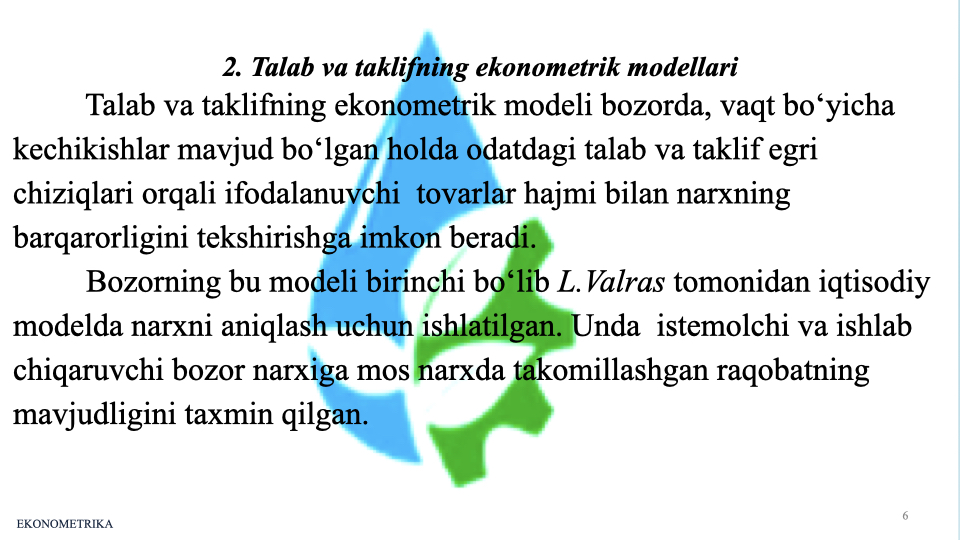 2. Talab va taklifning ekonometrik modellari
Talab va taklifning ekonometrik modeli bozorda, vaqt bo‘yicha
kechikishlar mavjud bo‘lgan holda odatdagi talab va taklif egri
chiziqlari orqali ifodalanuvchi  tovarlar hajmi bilan narxning
barqarorligini tekshirishga imkon beradi.
Bozorning bu modeli birinchi bo‘lib L.Valras tomonidan iqtisodiy
modelda narxni aniqlash uchun ishlatilgan. Unda  istemolchi va ishlab
chiqaruvchi bozor narxiga mos narxda takomillashgan raqobatning
mavjudligini taxmin qilgan.
EKONOMETRIKA
6